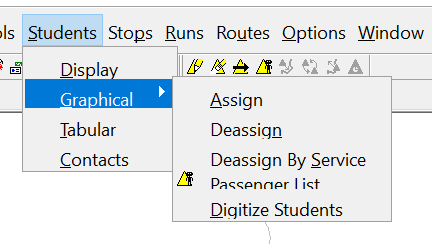 ols Students Stops Runs Routes Options Window
Display
Graphical
Tabular
Contacts
Assign
Deassign
Deassign By Service
Passenger List
Digitize Students